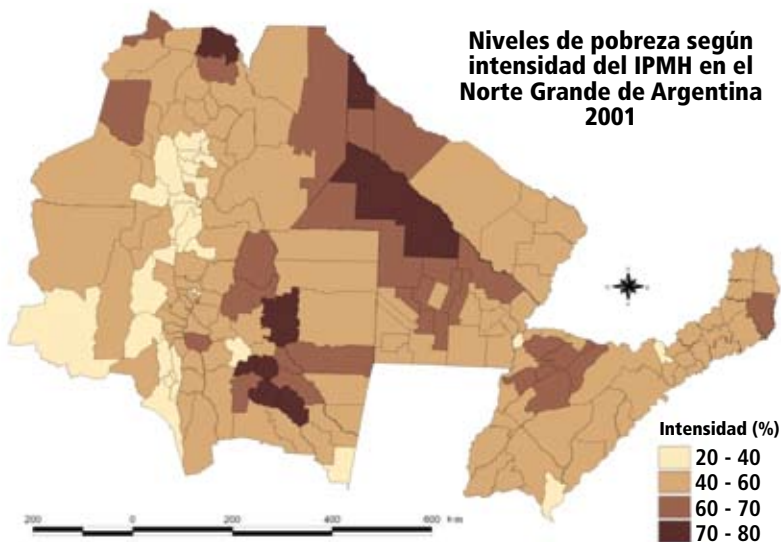 Niveles de pobreza según
intensidad del IPMH en el
Norte Grande de Argentina
2001
Intensidad (%)
20 - 40
40 - 60
60 - 70
70 - 80
200 0 200 400 600 km